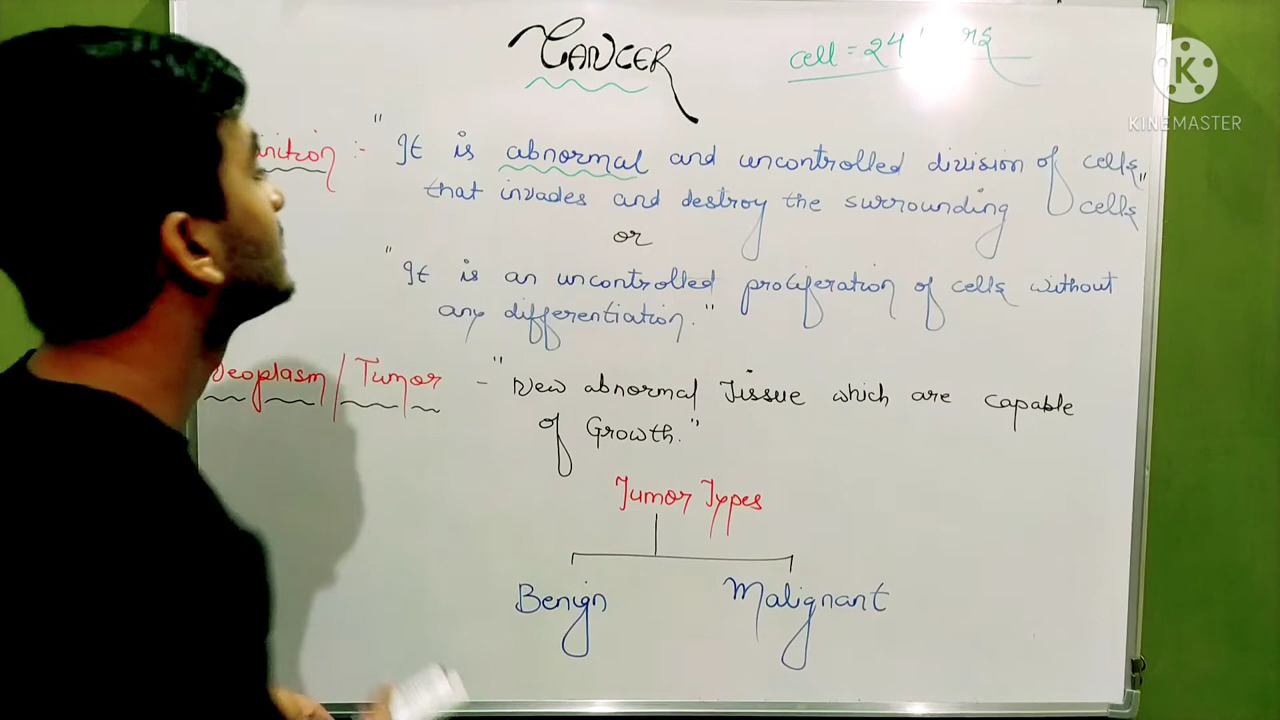 CANCER
cell = 24
KINEMASTER
:- "It is abnormal and uncontrolled division of cells
that invades and destroy the surrounding cells"
or
"It is an uncontrolled proliferation of cells without
any differentiation."
Neoplasm / Tumor - "New abnormal Tissue which are capable
of Growth."
Tumor Types
Benign Malignant